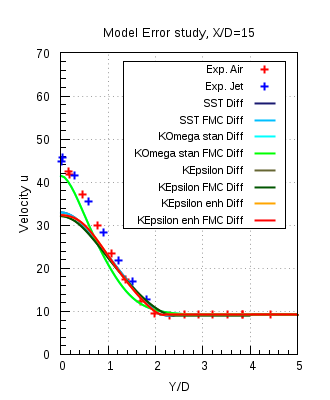 Model Error study, X/D=15
70
60
50
40
30
20
10
0
Velocity u
Exp. Air
Exp. Jet
SST Diff
SST FMC Diff
KOmega stan Diff
KOmega stan FMC Diff
KEpsilon Diff
KEpsilon FMC Diff
KEpsilon enh Diff
KEpsilon enh FMC Diff
0 1 2 3 4 5
Y/D